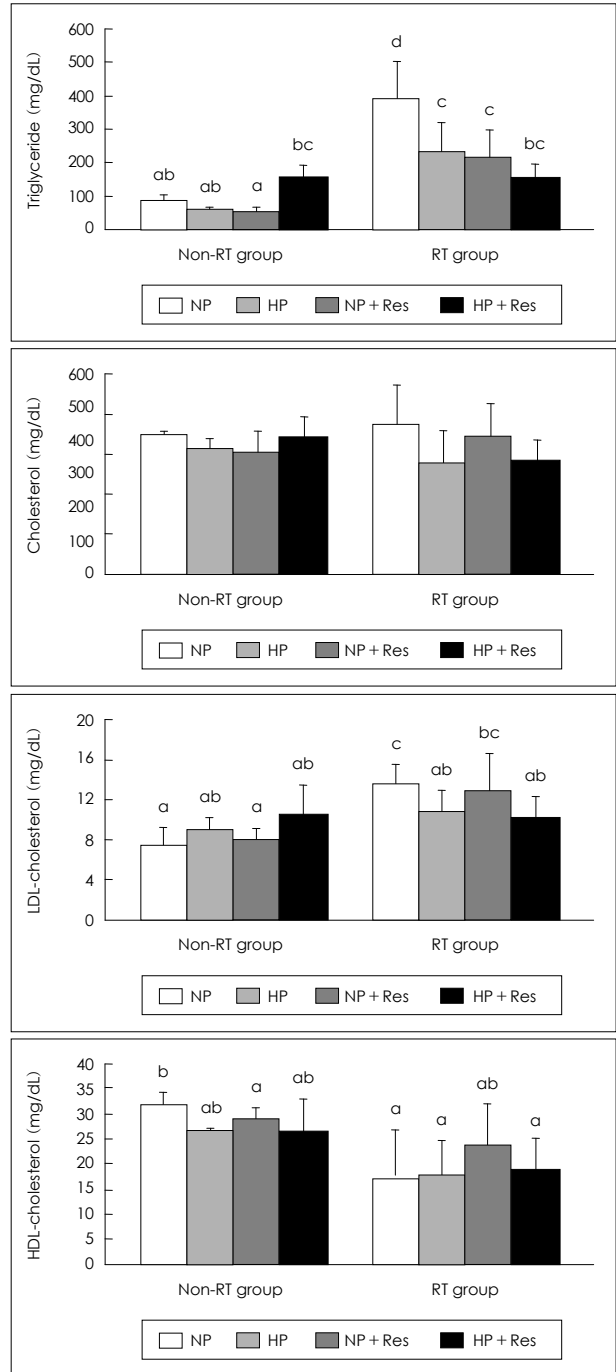 Triglyceride (mg/dL)
600
600
400
300
200
100
0
ab
ab
a
bc
d
c
c
bc
Non-RT group
RT group
NP
HP
NP + Res
HP + Res
Cholesterol (mg/dL)
600
500
400
300
200
100
0
Non-RT group
RT group
NP
HP
NP + Res
HP + Res
LDL-cholesterol (mg/dL)
20
16
12
8
4
0
a
ab
a
ab
c
ab
bc
ab
Non-RT group
RT group
NP
HP
NP + Res
HP + Res
HDL-cholesterol (mg/dL)
40
35
30
25
20
15
10
5
0
b
ab
a
ab
a
a
ab
a
Non-RT group
RT group
NP
HP
NP + Res
HP + Res